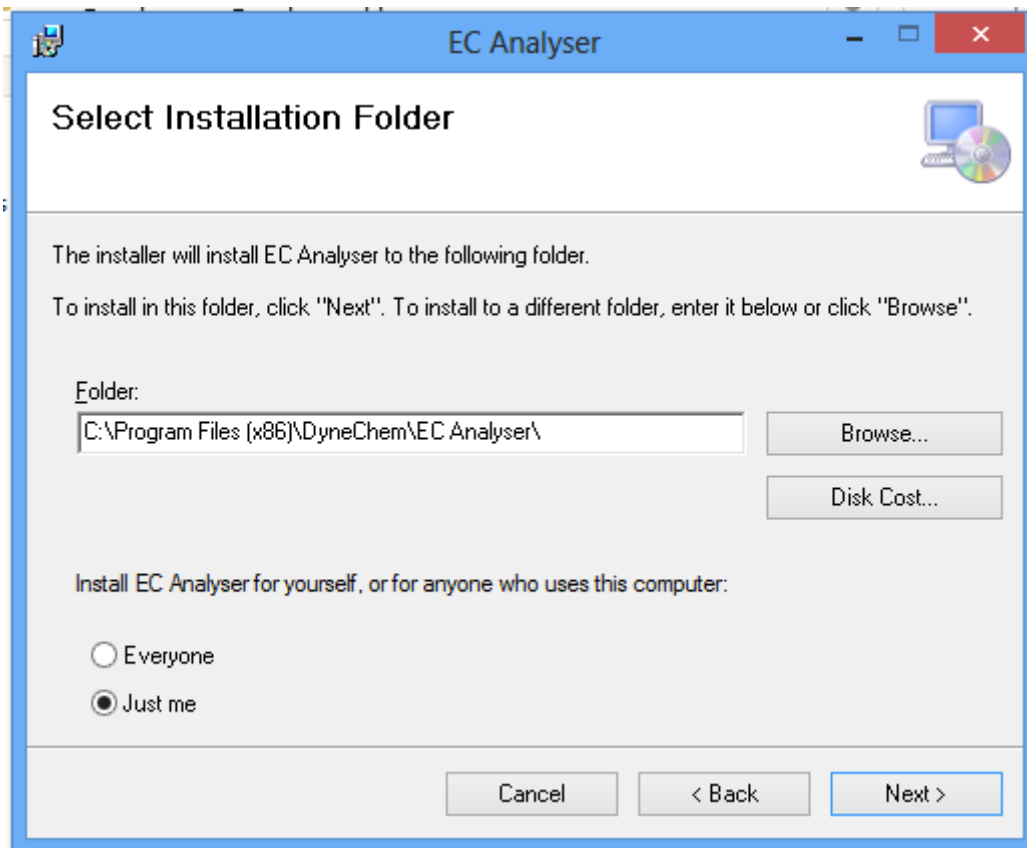 EC Analyser
Select Installation Folder
The installer will install EC Analyser to the following folder.
To install in this folder, click "Next". To install to a different folder, enter it below or click "Browse".
Folder:
C:\Program Files (x86)\DyneChem\EC Analyser\
Browse...
Disk Cost...
Install EC Analyser for yourself, or for anyone who uses this computer:
Everyone
Just me
Cancel
< Back
Next >